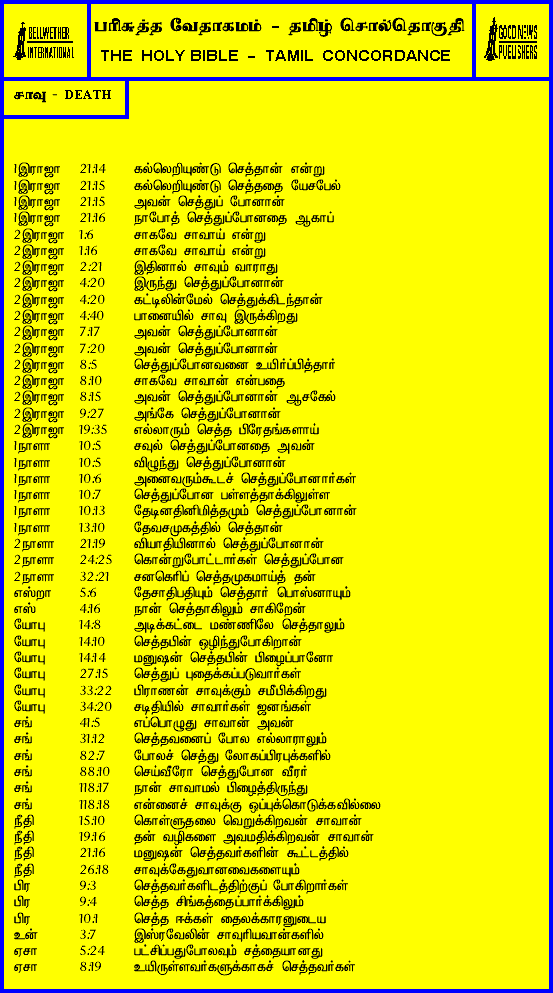 BELLWETHER INTERNATIONAL
பரிசுத்த வேதாகமம் - தமிழ் சொல்தொகுதி
THE HOLY BIBLE - TAMIL CONCORDANCE
GOOD NEWS PUBLISHERS
சாவு - DEATH
1இராஜா 21:14 கல்லெறியுண்டு செத்தான் என்று
1இராஜா 21:15 கல்லெறியுண்டு செத்ததை யேசபேல்
1இராஜா 21:15 அவன் செத்துப் போனான்
1இராஜா 21:16 நாபோத் செத்துப்போனதை ஆகாப்
2இராஜா 1:6 சாகவே சாவாய் என்று
2இராஜா 1:16 சாகவே சாவாய் என்று
2இராஜா 2:21 இதினால் சாவும் வாராது
2இராஜா 4:20 இருந்து செத்துப்போனான்
2இராஜா 4:20 கட்டிலின்மேல் செத்துக்கிடந்தான்
2இராஜா 4:40 பானையில் சாவு இருக்கிறது
2இராஜா 7:17 அவன் செத்துப்போனான்
2இராஜா 7:20 அவன் செத்துப்போனான்
2இராஜா 8:5 செத்துப்போனவனை உயிர்ப்பித்தார்
2இராஜா 8:10 சாகவே சாவான் என்பதை
2இராஜா 8:15 அவன் செத்துப்போனான் ஆசகேல்
2இராஜா 9:27 அங்கே செத்துப்போனான்
2இராஜா 19:35 எல்லாரும் செத்த பிரேதங்களாய்
1நாளா 10:5 சவுல் செத்துப்போனதை அவன்
1நாளா 10:5 விழுந்து செத்துப்போனான்
1நாளா 10:6 அனைவரும்கூடச் செத்துப்போனார்கள்
1நாளா 10:7 செத்துப்போன பள்ளத்தாக்கிலுள்ள
1நாளா 10:13 தேடினதினிமித்தமும் செத்துப்போனான்
1நாளா 13:10 தேவசமுகத்தில் செத்தான்
2நாளா 21:19 வியாதியினால் செத்துப்போனான்
2நாளா 24:25 கொன்றுபோட்டார்கள் செத்துப்போன
2நாளா 32:21 சனகெரிப் செத்தமுகமாய்த் தன்
எஸ்றா 5:6 தேசாதிபதியும் செத்தார் பொஸ்னாயும்
எஸ் 4:16 நான் செத்தாகிலும் சாகிறேன்
யோபு 14:8 அடிக்கட்டை மண்ணிலே செத்தாலும்
யோபு 14:10 செத்தபின் ஒழிந்துபோகிறான்
யோபு 14:14 மனுஷன் செத்தபின் பிழைப்பானோ
யோபு 27:15 செத்துப் புதைக்கப்படுவார்கள்
யோபு 33:22 பிராணன் சாவுக்கும் சமீபிக்கிறது
யோபு 34:20 சடிதியில் சாவார்கள் ஜனங்கள்
சங் 41:5 எப்பொழுது சாவான் அவன்
சங் 31:12 செத்தவனைப் போல எல்லாராலும்
சங் 82:7 போலச் செத்து லோகப்பிரபுக்களில்
சங் 88:10 செய்வீரோ செத்துபோன வீரர்
சங் 118:17 நான் சாவாமல் பிழைத்திருந்து
சங் 118:18 என்னைச் சாவுக்கு ஒப்புக்கொடுக்கவில்லை
நீதி 15:10 கொள்ளுதலை வெறுக்கிறவன் சாவான்
நீதி 19:16 தன் வழிகளை அவமதிக்கிறவன் சாவான்
நீதி 21:16 மனுஷன் செத்தவர்களின் கூட்டத்தில்
நீதி 26:18 சாவுக்கேதுவானவைகளையும்
பிர 9:3 செத்தவர்களிடத்திற்குப் போகிறார்கள்
பிர 9:4 செத்த சிங்கத்தைப்பார்க்கிலும்
பிர 10:1 செத்த ஈக்கள் தைலக்காரனுடைய
உன் 3:7 இஸ்ரவேலின் சாவுரியவான்களில்
ஏசா 5:24 பட்சிப்பதுபோலவும் சத்தையானது
ஏசா 8:19 உயிருள்ளவர்களுக்காகச் செத்தவர்கள்